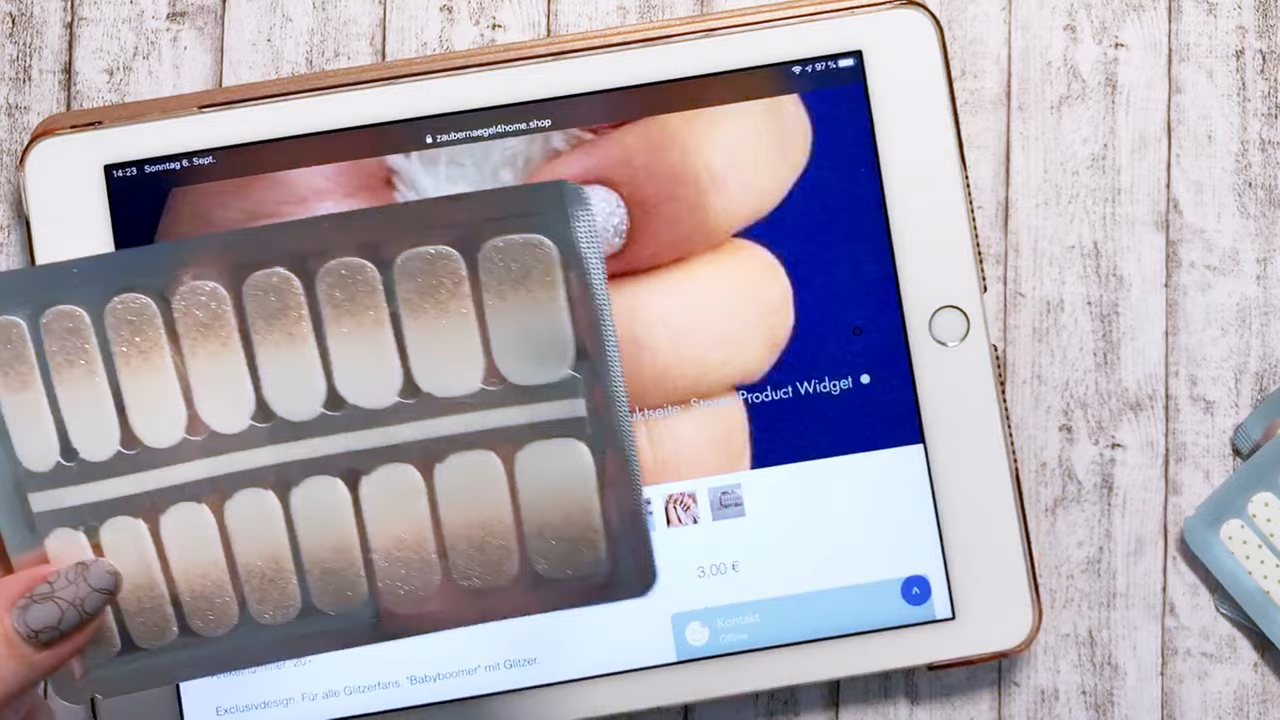 14:23 Sonntag 6. Sept.
zaubernaegel4home.shop
97 %
Product Widget
3,00 €
Kontakt
Offline
Exclusivdesign. Für alle Glitzerfans. "Babyboomer" mit Glitzer.